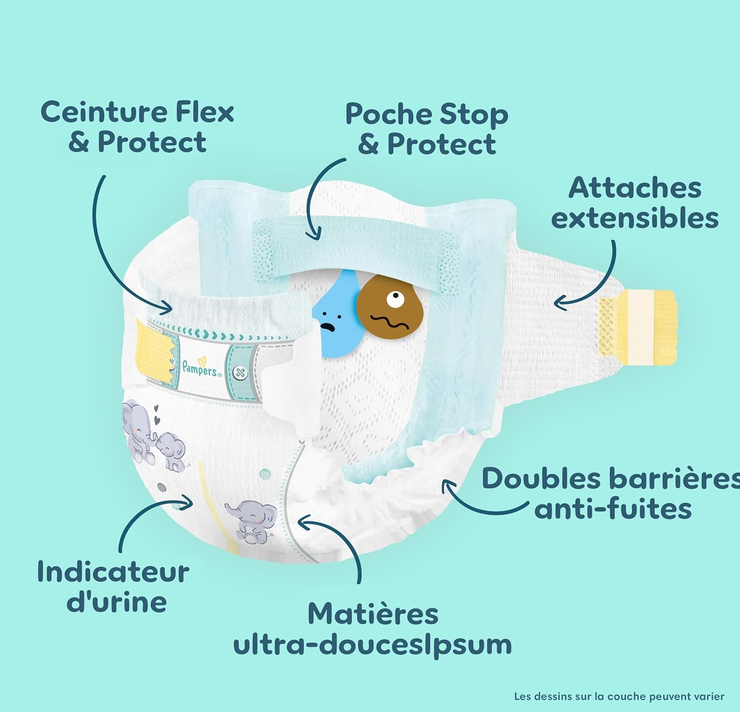 Ceinture Flex
& Protect
Poche Stop
& Protect
Attaches
extensibles
Pampers
Doubles barrières
anti-fuites
Indicateur
d'urine
Matières
ultra-doucesIpsum
Les dessins sur la couche peuvent varier